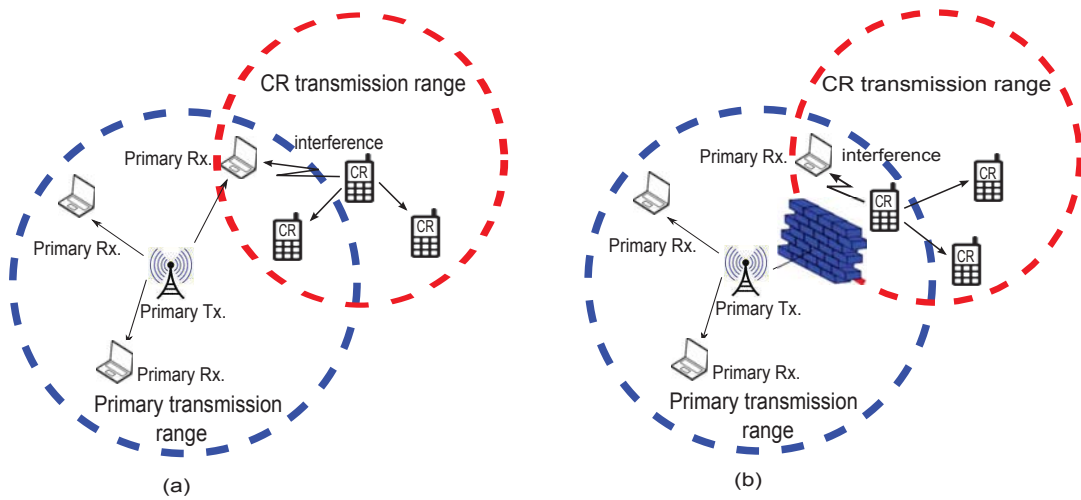 CR transmission range
interference
Primary Rx.
CR
CR
CR
Primary Rx.
Primary Tx.
Primary Rx.
Primary transmission
range
(a)
CR transmission range
Primary Rx.
interference
CR
CR
CR
Primary Rx.
Primary Tx.
Primary Rx.
Primary transmission
range
(b)